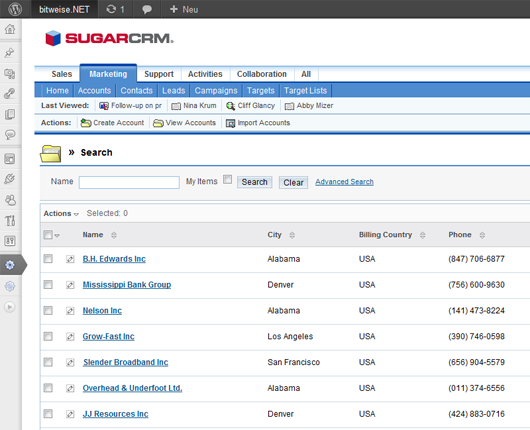 bitweise.NET 1 + Neu
SUGARCRM.
Sales Marketing Support Activities Collaboration All
Home Accounts Contacts Leads Campaigns Targets Target Lists
Last Viewed: Follow-up on pr Nina Krum Cliff Glancy Abby Mizer
Actions: Create Account View Accounts Import Accounts
» Search
Name My Items Search Clear Advanced Search
Actions Selected: 0
Name City Billing Country Phone
B.H. Edwards Inc Alabama USA (847) 706-6877
Mississippi Bank Group Denver USA (756) 600-9630
Nelson Inc Alabama USA (141) 473-8224
Grow-Fast Inc Los Angeles USA (390) 746-0598
Slender Broadband Inc San Francisco USA (656) 904-5579
Overhead & Underfoot Ltd. Alabama USA (011) 374-6556
JJ Resources Inc Denver USA (424) 883-0716